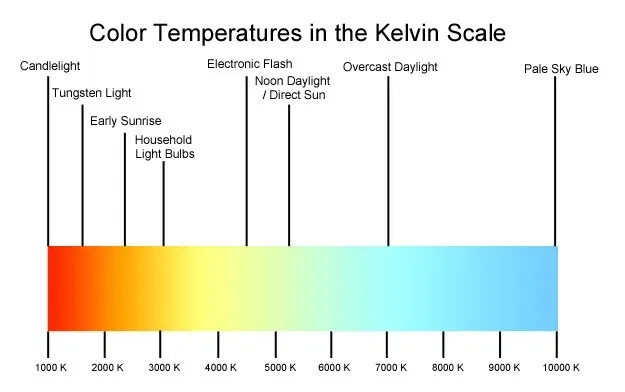 Color Temperatures in the Kelvin Scale
Candlelight
Tungsten Light
Early Sunrise
Household
Light Bulbs
Electronic Flash
Noon Daylight
/ Direct Sun
Overcast Daylight
Pale Sky Blue
1000 K
2000 K
3000 K
4000 K
5000 K
6000 K
7000 K
8000 K
9000 K
10000 K